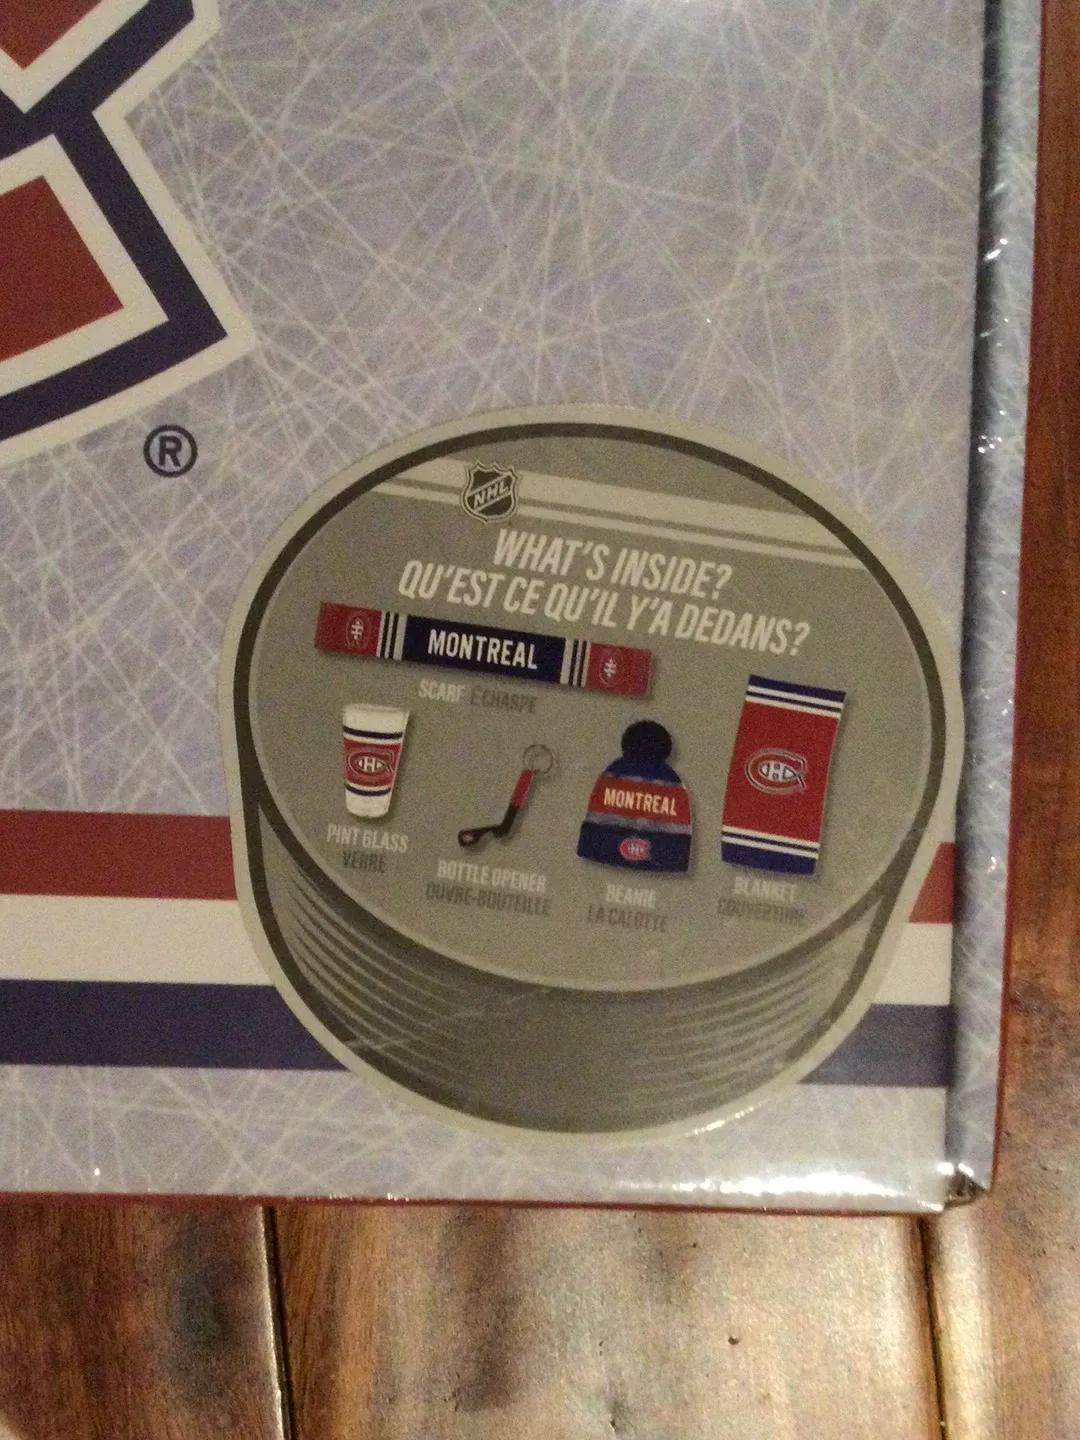 ®
NHL
WHAT'S INSIDE?
QU'EST CE QU'IL Y'A DEDANS?
MONTREAL
SCARF ÉCHARPE
PINT GLASS
VERRE
BOTTLE OPENER
OUVRE-BOUTEILLE
MONTREAL
BEANIE
LA CALOTTE
BLANKET
COUVERTURE